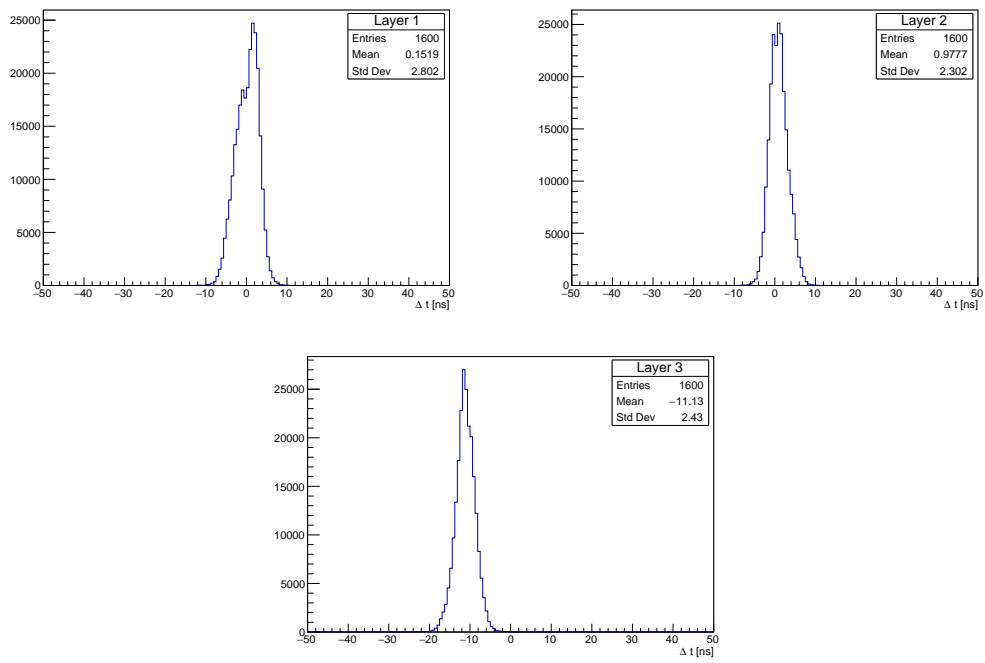 Layer 1
Entries 1600
Mean 0.1519
Std Dev 2.802
25000
20000
15000
10000
5000
0
−50 −40 −30 −20 −10 0 10 20 30 40 50
Δ t [ns]
Layer 2
Entries 1600
Mean 0.9777
Std Dev 2.302
25000
20000
15000
10000
5000
0
−50 −40 −30 −20 −10 0 10 20 30 40 50
Δ t [ns]
Layer 3
Entries 1600
Mean −11.13
Std Dev 2.43
25000
20000
15000
10000
5000
0
−50 −40 −30 −20 −10 0 10 20 30 40 50
Δ t [ns]